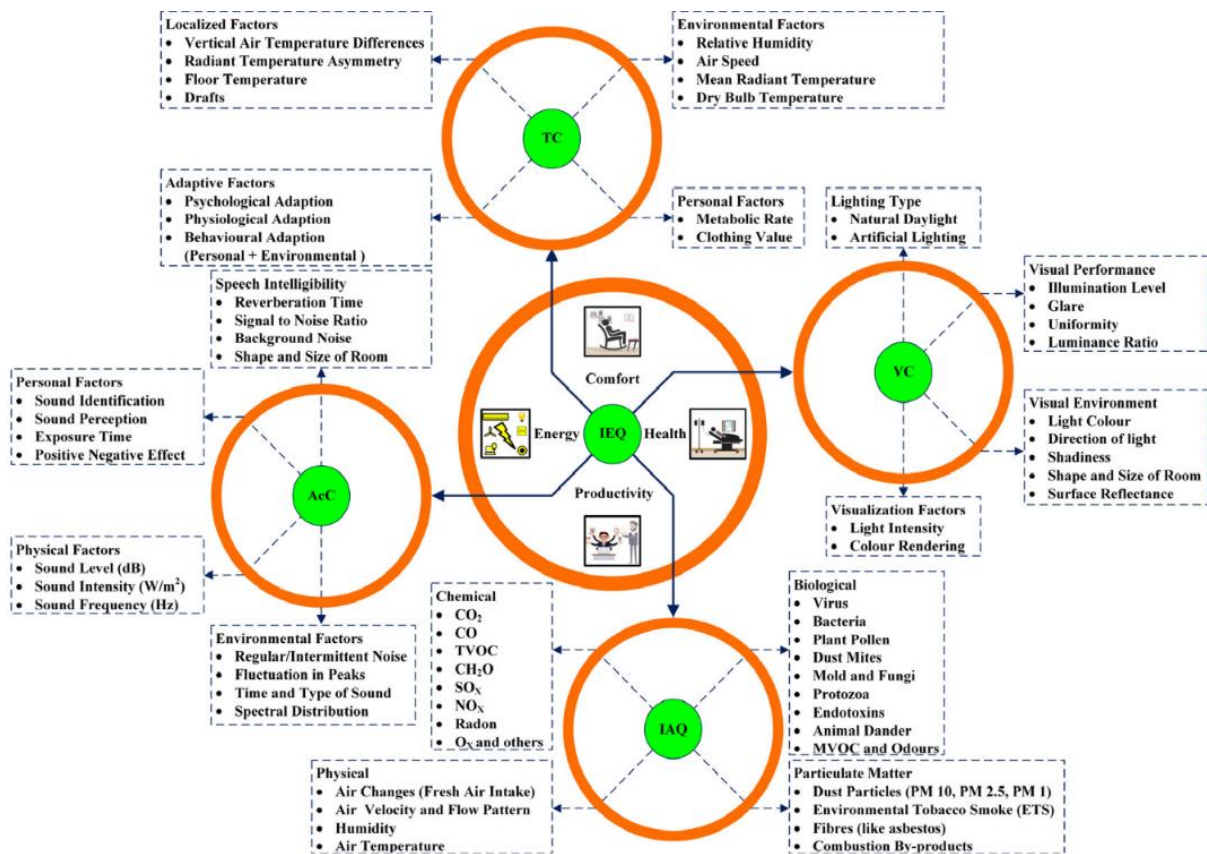 Localized Factors
• Vertical Air Temperature Differences
• Radiant Temperature Asymmetry
• Floor Temperature
• Drafts
Environmental Factors
• Relative Humidity
• Air Speed
• Mean Radiant Temperature
• Dry Bulb Temperature
TC
Adaptive Factors
• Psychological Adaption
• Physiological Adaption
• Behavioural Adaption
(Personal + Environmental )
Personal Factors
• Metabolic Rate
• Clothing Value
Lighting Type
• Natural Daylight
• Artificial Lighting
Visual Performance
• Illumination Level
• Glare
• Uniformity
• Luminance Ratio
VC
Visual Environment
• Light Colour
• Direction of light
• Shadiness
• Shape and Size of Room
• Surface Reflectance
Visualization Factors
• Light Intensity
• Colour Rendering
Speech Intelligibility
• Reverberation Time
• Signal to Noise Ratio
• Background Noise
• Shape and Size of Room
Comfort
Energy
IEQ
Health
Productivity
Personal Factors
• Sound Identification
• Sound Perception
• Exposure Time
• Positive Negative Effect
AcC
Physical Factors
• Sound Level (dB)
• Sound Intensity (W/m²)
• Sound Frequency (Hz)
Environmental Factors
• Regular/Intermittent Noise
• Fluctuation in Peaks
• Time and Type of Sound
• Spectral Distribution
Chemical
• CO₂
• CO
• TVOC
• CH₂O
• SOₓ
• NOₓ
• Radon
• Oₓ and others
Biological
• Virus
• Bacteria
• Plant Pollen
• Dust Mites
• Mold and Fungi
• Protozoa
• Endotoxins
• Animal Dander
• MVOC and Odours
IAQ
Physical
• Air Changes (Fresh Air Intake)
• Air Velocity and Flow Pattern
• Humidity
• Air Temperature
Particulate Matter
• Dust Particles (PM 10, PM 2.5, PM 1)
• Environmental Tobacco Smoke (ETS)
• Fibres (like asbestos)
• Combustion By-products